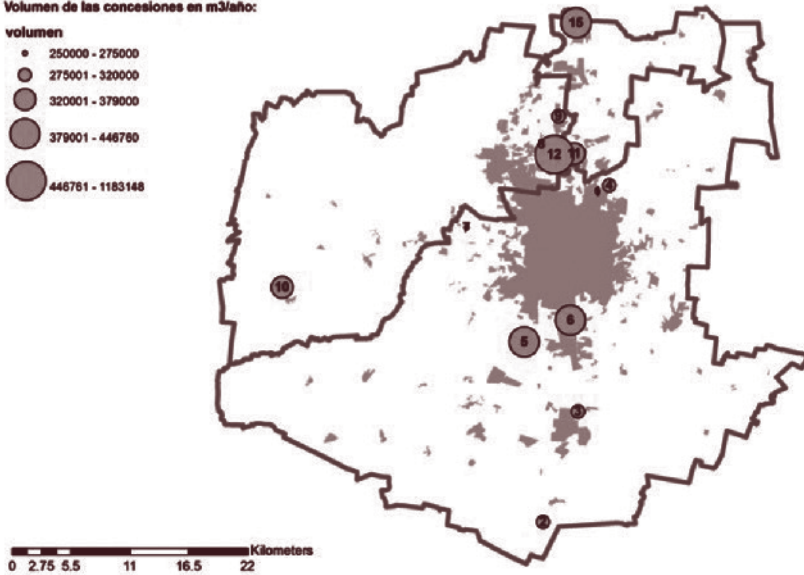 Volumen de las concesiones en m3/año:
volumen
250000 - 275000
275001 - 320000
320001 - 379000
379001 - 446760
446761 - 1183148
15
9
8
12
11
4
7
10
6
5
3
2
Kilometers
0 2.75 5.5 11 16.5 22